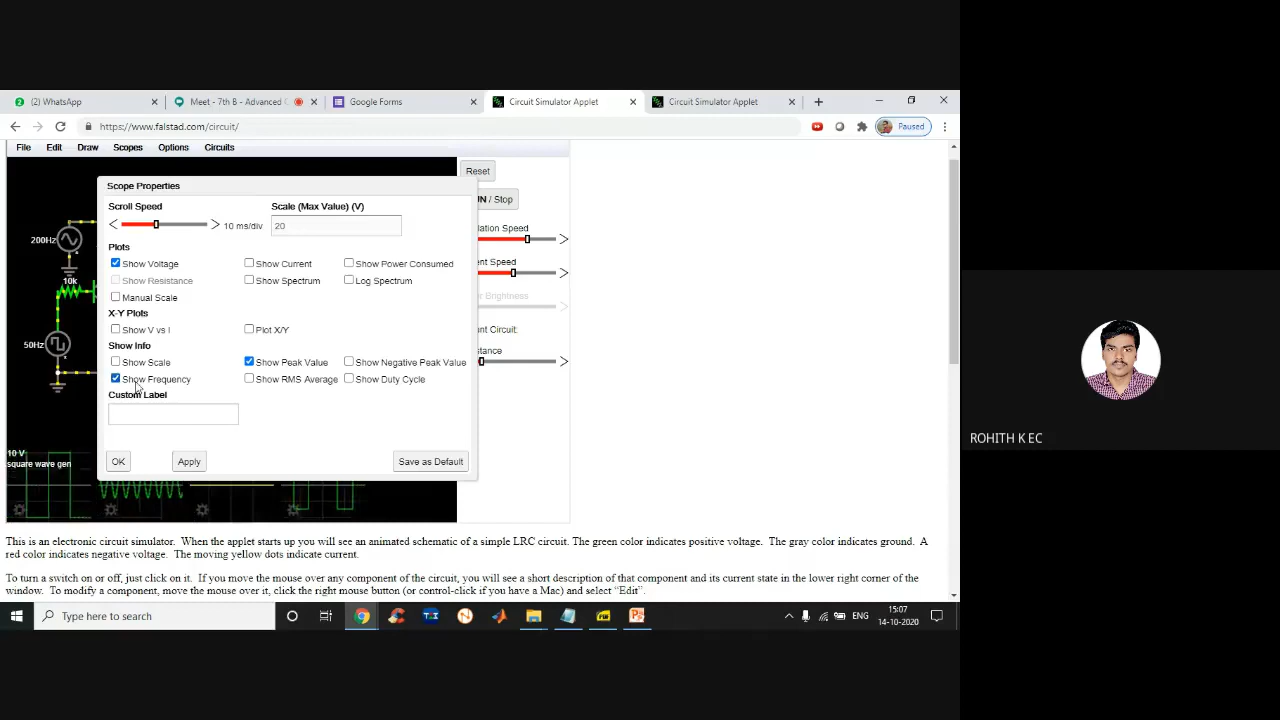 (2) WhatsApp
Meet - 7th B - Advanced
Google Forms
Circuit Simulator Applet
Circuit Simulator Applet
https://www.falstad.com/circuit/
Paused
File Edit Draw Scopes Options Circuits
Scope Properties
Reset
Scroll Speed
Scale (Max Value) (V)
N / Stop
10 ms/div
20
lation Speed
200Hz
Plots
Show Voltage
Show Current
Show Power Consumed
ent Speed
10k
Show Resistance
Show Spectrum
Log Spectrum
r Brightness
Manual Scale
X-Y Plots
Show V vs I
Plot X/Y
nt Circuit:
50Hz
Show Info
stance
Show Scale
Show Peak Value
Show Negative Peak Value
Show Frequency
Show RMS Average
Show Duty Cycle
Custom Label
10 V
square wave gen
OK
Apply
Save as Default
This is an electronic circuit simulator. When the applet starts up you will see an animated schematic of a simple LRC circuit. The green color indicates positive voltage. The gray color indicates ground. A
red color indicates negative voltage. The moving yellow dots indicate current.
To turn a switch on or off, just click on it. If you move the mouse over any component of the circuit, you will see a short description of that component and its current state in the lower right corner of the
window. To modify a component, move the mouse over it, click the right mouse button (or control-click if you have a Mac) and select “Edit”.
Type here to search
ENG
15:07
14-10-2020
ROHITH K EC